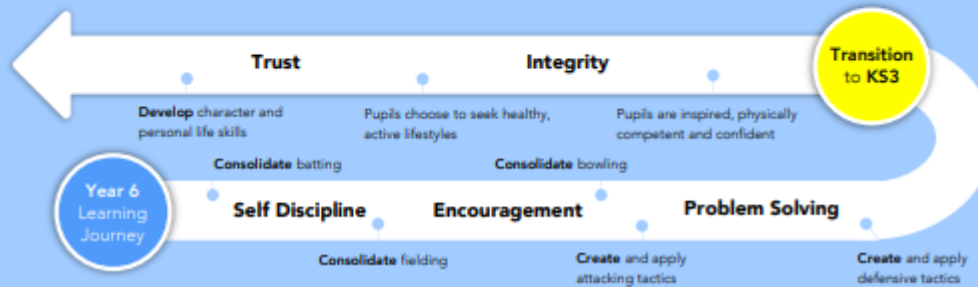 Trust
Integrity
Transition
to KS3
Develop character and
personal life skills
Pupils choose to seek healthy,
active lifestyles
Pupils are inspired, physically
competent and confident
Consolidate batting
Consolidate bowling
Year 6
Learning
Journey
Self Discipline
Encouragement
Problem Solving
Consolidate fielding
Create and apply
attacking tactics
Create and apply
defensive tactics